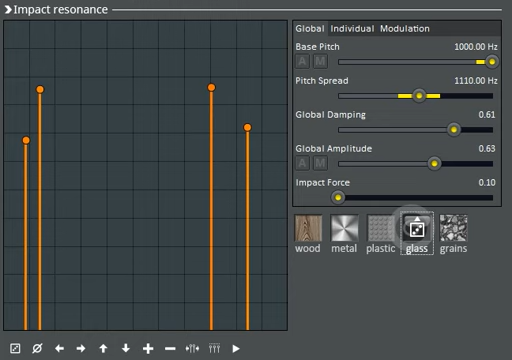 Impact resonance
Global Individual Modulation
Base Pitch 1000.00 Hz
A M
Pitch Spread 1110.00 Hz
Global Damping 0.61
Global Amplitude 0.63
A M
Impact Force 0.10
wood metal plastic glass grains